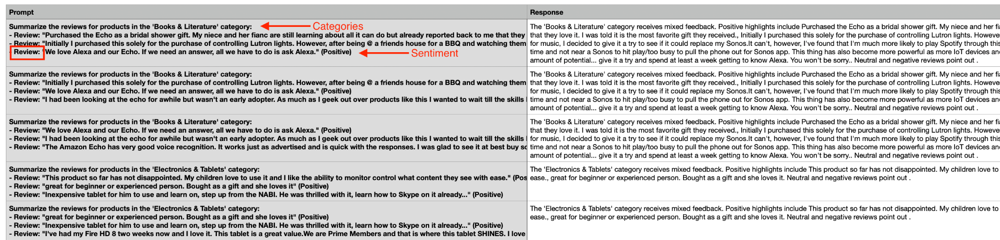 Prompt
Response
Summarize the reviews for products in the 'Books & Literature' category:
Categories
- Review: "Purchased the Echo as a bridal shower gift. My niece and her fianc are still learning about all it can do but already reported back to me that they
- Review: "Initially I purchased this solely for the purpose of controlling Lutron lights. However, after being @ a friends house for a BBQ and watching them
- Review: "We love Alexa and our Echo. If we need an answer, all we have to do is ask Alexa." (Positive)
Sentiment
The 'Books & Literature' category receives mixed feedback. Positive highlights include Purchased the Echo as a bridal shower gift. My niece and her
that they love it. I was told it is the most favorite gift they received., Initially I purchased this solely for the purpose of controlling Lutron lights.
for music, I decided to give it a try to see if it could replace my Sonos.It can't, however, I've found that I'm much more likely to play Spotify through this
time and not near a Sonos to hit play/too busy to pull the phone out for Sonos app. This thing has also become more powerful as more IoT devices
amount of potential... give it a try and spend at least a week getting to know Alexa. You won't be sorry.. Neutral and negative reviews point out .
Summarize the reviews for products in the 'Books & Literature' category:
- Review: "Initially I purchased this solely for the purpose of controlling Lutron lights. However, after being @ a friends house for a BBQ and watching them
- Review: "We love Alexa and our Echo. If we need an answer, all we have to do is ask Alexa." (Positive)
- Review: "I had been looking at the echo for awhile but wasn't an early adopter. As much as I geek out over products like this I wanted to wait till the skills
The 'Books & Literature' category receives mixed feedback. Positive highlights include Purchased the Echo as a bridal shower gift. My niece and her
that they love it. I was told it is the most favorite gift they received., Initially I purchased this solely for the purpose of controlling Lutron lights.
for music, I decided to give it a try to see if it could replace my Sonos.It can't, however, I've found that I'm much more likely to play Spotify through this
time and not near a Sonos to hit play/too busy to pull the phone out for Sonos app. This thing has also become more powerful as more IoT devices
amount of potential... give it a try and spend at least a week getting to know Alexa. You won't be sorry.. Neutral and negative reviews point out .
Summarize the reviews for products in the 'Books & Literature' category:
- Review: "We love Alexa and our Echo. If we need an answer, all we have to do is ask Alexa." (Positive)
- Review: "I had been looking at the echo for awhile but wasn't an early adopter. As much as I geek out over products like this I wanted to wait till the skills
- Review: "The Amazon Echo has very good voice recognition. It works just as advertised and is quick with the responses. I was glad to see it at best buy
The 'Books & Literature' category receives mixed feedback. Positive highlights include Purchased the Echo as a bridal shower gift. My niece and her
that they love it. I was told it is the most favorite gift they received., Initially I purchased this solely for the purpose of controlling Lutron lights.
for music, I decided to give it a try to see if it could replace my Sonos.It can't, however, I've found that I'm much more likely to play Spotify through this
time and not near a Sonos to hit play/too busy to pull the phone out for Sonos app. This thing has also become more powerful as more IoT devices
amount of potential... give it a try and spend at least a week getting to know Alexa. You won't be sorry.. Neutral and negative reviews point out .
Summarize the reviews for products in the 'Electronics & Tablets' category:
- Review: "This product so far has not disappointed. My children love to use it and I like the ability to monitor control what content they see with ease." (Pos
- Review: "great for beginner or experienced person. Bought as a gift and she loves it" (Positive)
- Review: "Inexpensive tablet for him to use and learn on, step up from the NABI. He was thrilled with it, learn how to Skype on it already..." (Positive)
The 'Electronics & Tablets' category receives mixed feedback. Positive highlights include This product so far has not disappointed. My children love to
ease., great for beginner or experienced person. Bought as a gift and she loves it. Neutral and negative reviews point out .
Summarize the reviews for products in the 'Electronics & Tablets' category:
- Review: "great for beginner or experienced person. Bought as a gift and she loves it" (Positive)
- Review: "Inexpensive tablet for him to use and learn on, step up from the NABI. He was thrilled with it, learn how to Skype on it already..." (Positive)
- Review: "I've had my Fire HD 8 two weeks now and I love it. This tablet is a great value.We are Prime Members and that is where this tablet SHINES. I love
The 'Electronics & Tablets' category receives mixed feedback. Positive highlights include This product so far has not disappointed. My children love to
ease., great for beginner or experienced person. Bought as a gift and she loves it. Neutral and negative reviews point out .